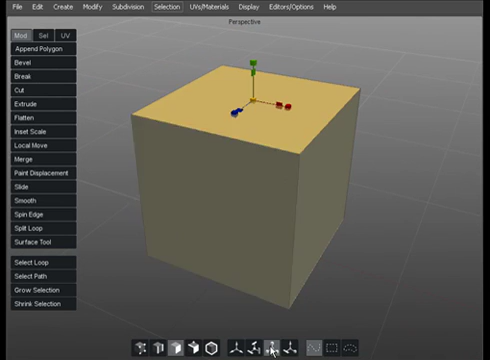 File Edit Create Modify Subdivision Selection UVs/Materials Display Editors/Options Help
Perspective
Mod Sel UV
Append Polygon
Bevel
Break
Cut
Extrude
Flatten
Inset Scale
Local Move
Merge
Paint Displacement
Slide
Smooth
Spin Edge
Split Loop
Surface Tool
Select Loop
Select Path
Grow Selection
Shrink Selection